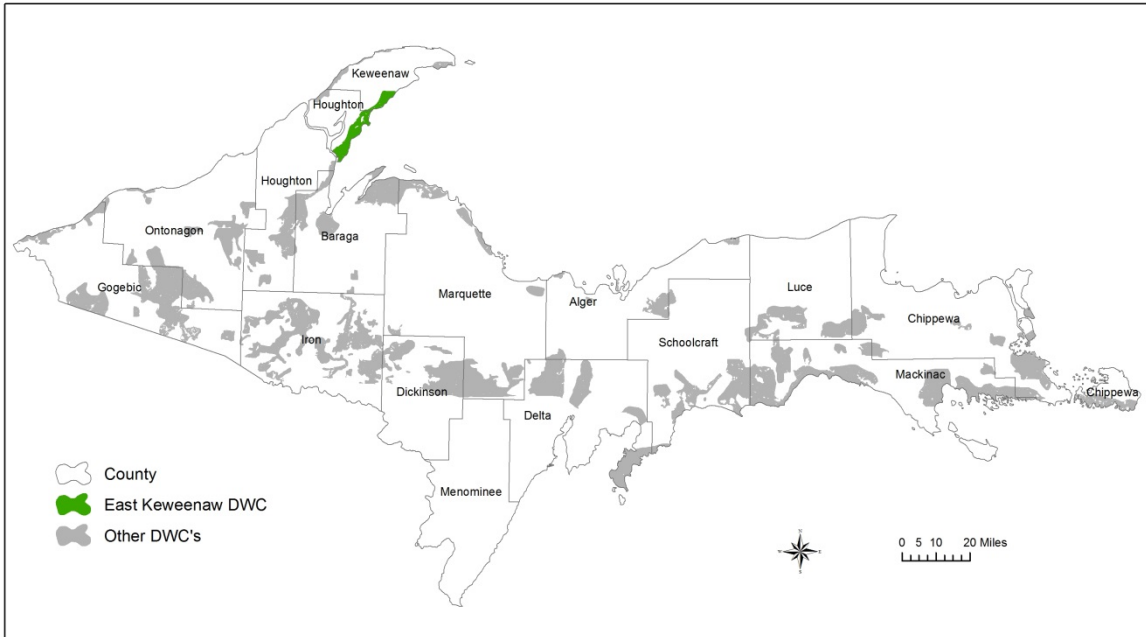 Keweenaw
Houghton
Houghton
Ontonagon
Baraga
Gogebic
Marquette
Alger
Luce
Chippewa
Iron
Schoolcraft
Mackinac
Dickinson
Delta
Chippewa
Menominee
County
East Keweenaw DWC
Other DWC's
0 5 10 20 Miles